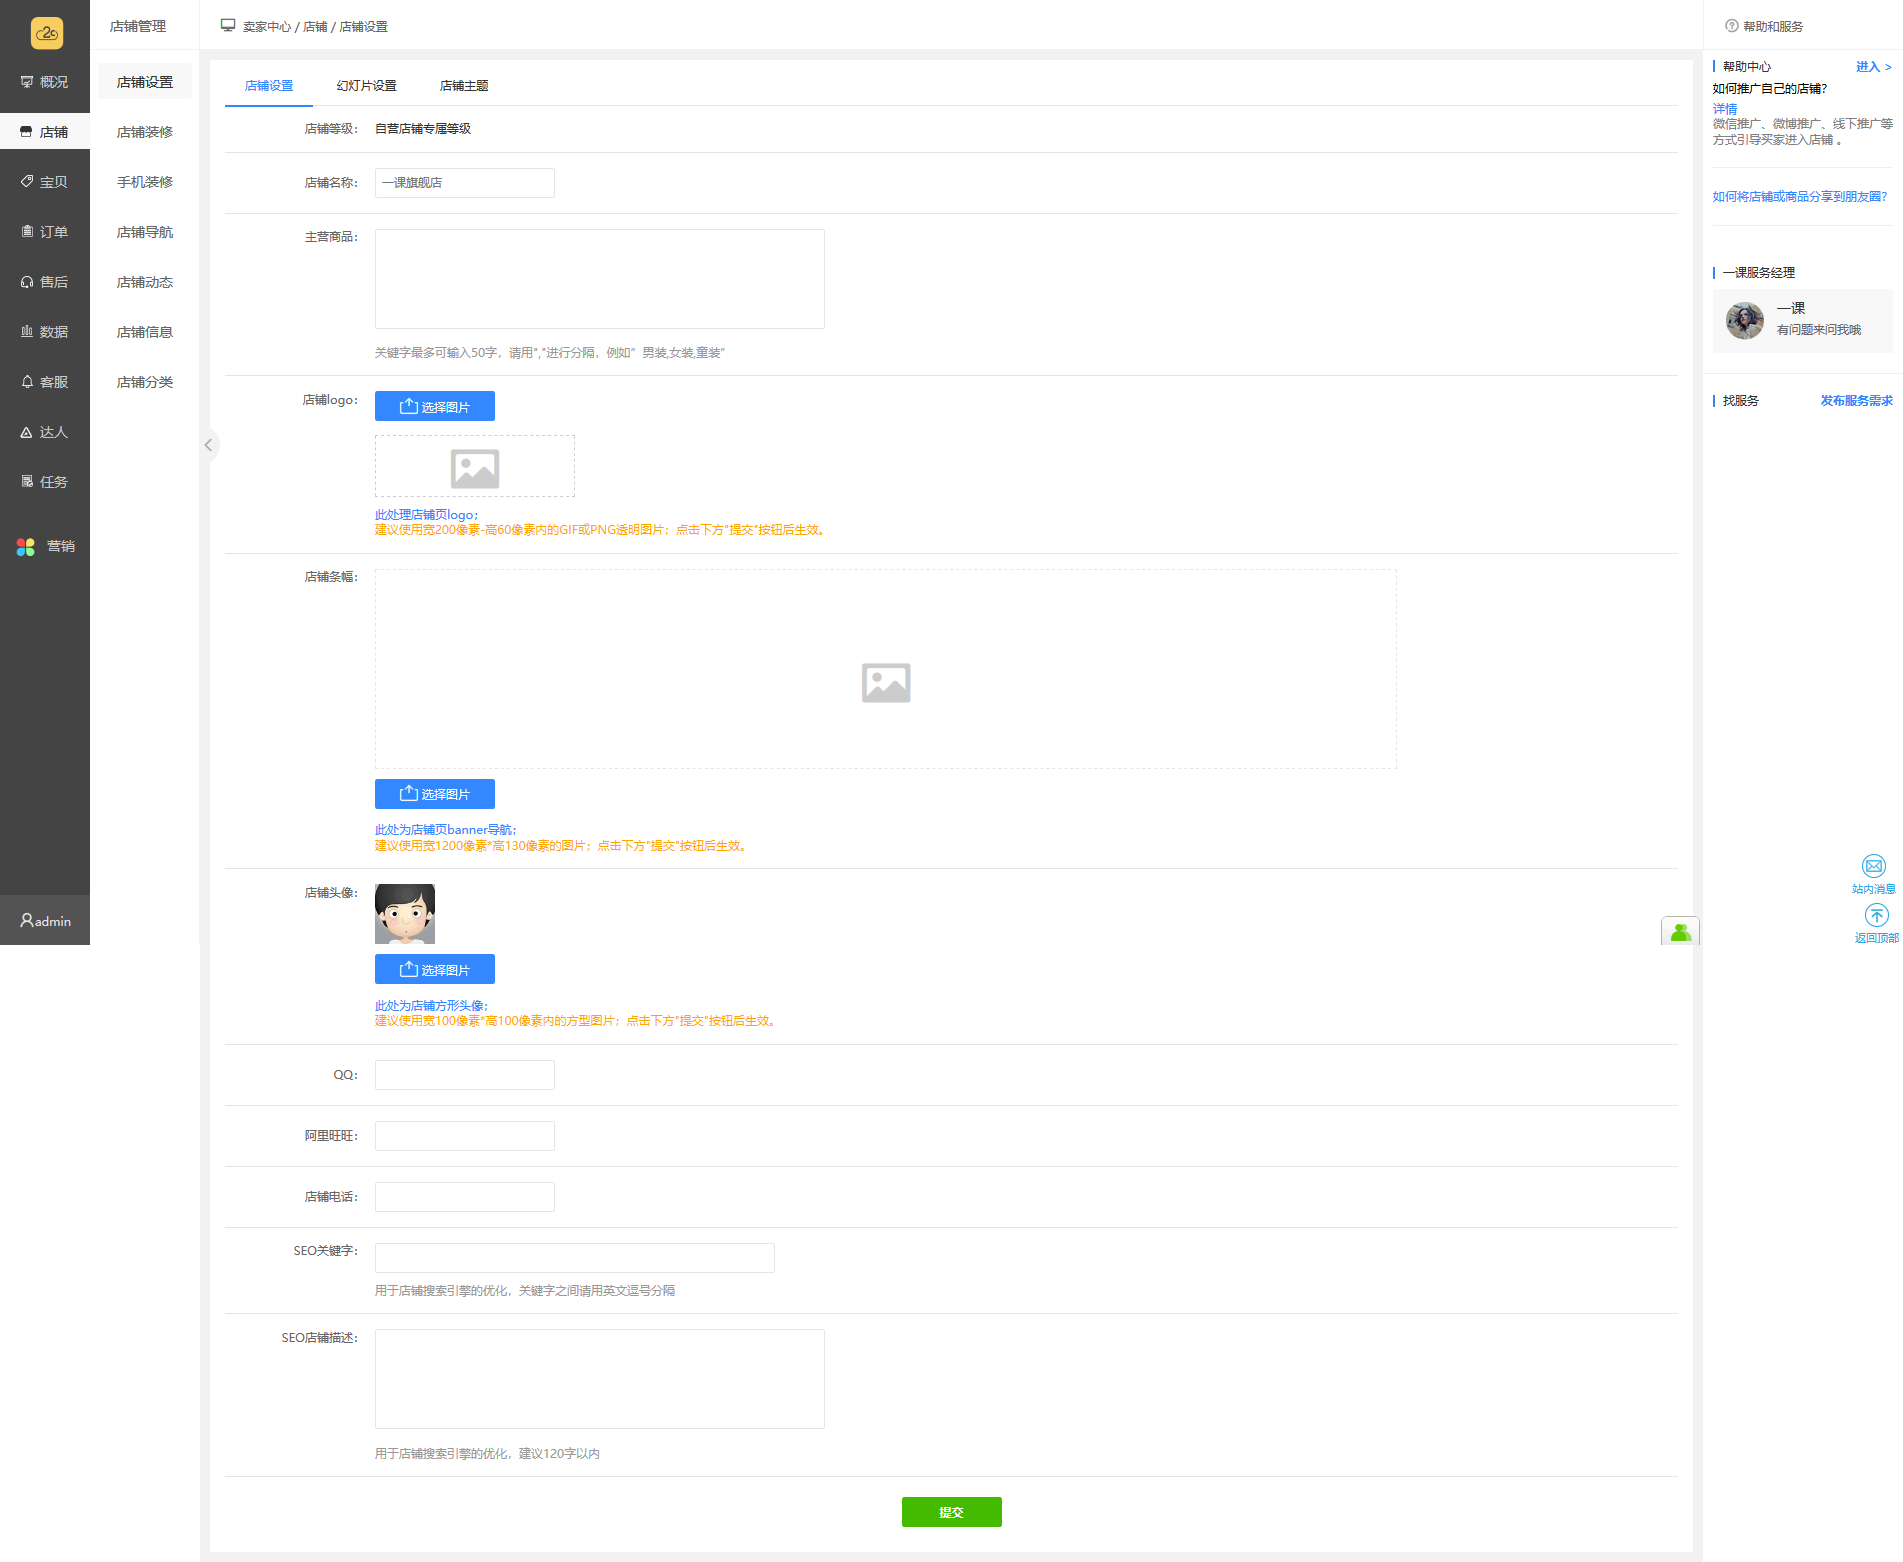 店铺管理
卖家中心 / 店铺 / 店铺设置
帮助和服务
概况
店铺
宝贝
订单
售后
数据
客服
达人
任务
营销
admin
店铺设置
店铺装修
手机装修
店铺导航
店铺动态
店铺信息
店铺分类
店铺设置 幻灯片设置 店铺主题
店铺等级： 自营店铺专属等级
店铺名称： 一课旗舰店
主营商品：
关键字最多可输入50字，请用","进行分隔，例如” 男装,女装,童装”
店铺logo：
选择图片
此处理店铺页logo；
建议使用宽200像素-高60像素内的GIF或PNG透明图片；点击下方"提交"按钮后生效。
店铺条幅：
选择图片
此处为店铺页banner导航；
建议使用宽1200像素*高130像素的图片；点击下方"提交"按钮后生效。
店铺头像：
选择图片
此处为店铺方形头像；
建议使用宽100像素*高100像素内的方型图片；点击下方"提交"按钮后生效。
QQ：
阿里旺旺：
店铺电话：
SEO关键字：
用于店铺搜索引擎的优化，关键字之间请用英文逗号分隔
SEO店铺描述：
用于店铺搜索引擎的优化，建议120字以内
提交
帮助中心 进入 >
如何推广自己的店铺?
详情
微信推广、微博推广、线下推广等
方式引导买家进入店铺 。
如何将店铺或商品分享到朋友圈?
一课服务经理
一课
有问题来问我哦
找服务 发布服务需求
站内消息
返回顶部